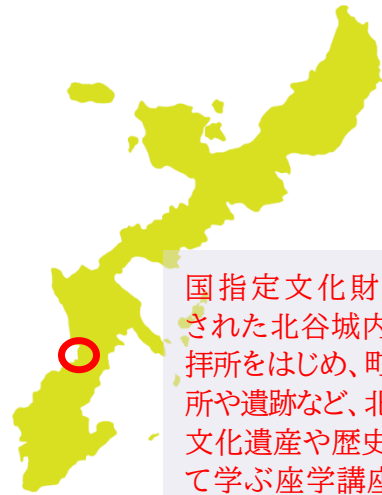 国指定文化財
された北谷城内
拝所をはじめ、町
所や遺跡など、北
文化遺産や歴史
て学ぶ座学講座